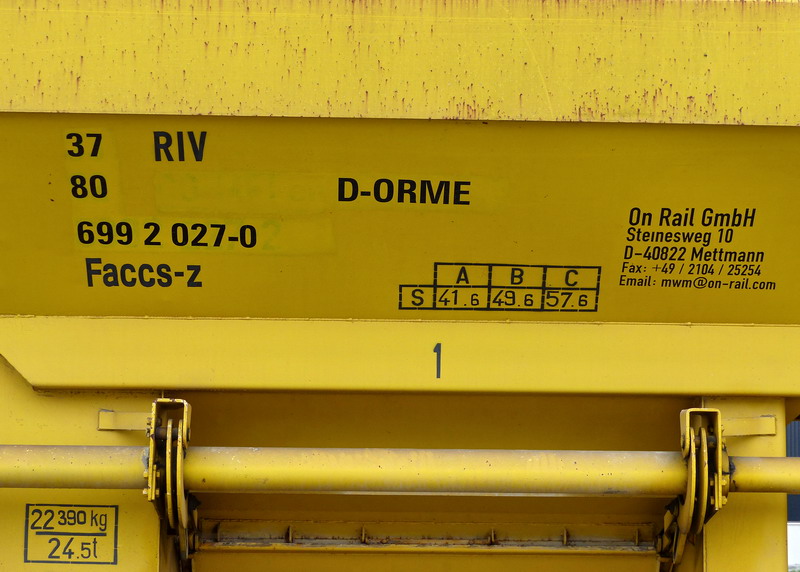 37 RIV
80 D-ORME
699 2 027-0
Faccs-z
A B C
S 41.6 49.6 57.6
On Rail GmbH
Steinesweg 10
D-40822 Mettmann
Fax: +49 / 2104 / 25254
Email: mwm@on-rail.com
1
22 390 kg
24.5t